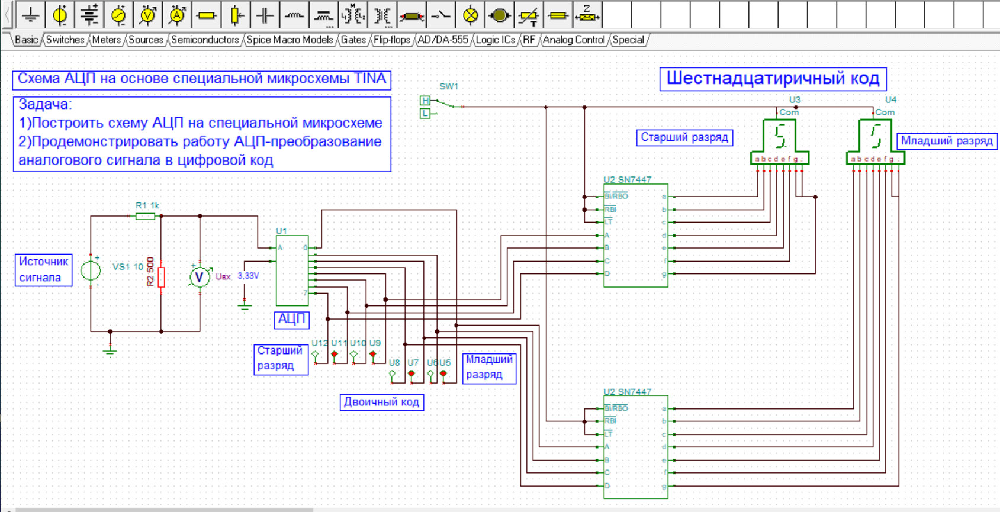 M
Z
T
Basic Switches Meters Sources Semiconductors Spice Macro Models Gates Flip-flops AD/DA-555 Logic ICs RF Analog Control Special
Схема АЦП на основе специальной микросхемы TINA
Задача:
1)Построить схему АЦП на специальной микросхеме
2)Продемонстрировать работу АЦП-преобразование
аналогового сигнала в цифровой код
SW1
H
L
Шестнадцатиричный код
U3
U4
Com
Com
Старший разряд
Младший разряд
a b c d e f g .
a b c d e f g .
U2 SN7447
BI/RBO
RBI
LT
A
B
C
D
a
b
c
d
e
f
g
R1 1k
Источник
сигнала
+
VS1 10
-
R2 500
+
V
Uвх
3,33V
U1
A
0
7
АЦП
Старший
разряд
U12 U11 U10 U9
U8 U7 U6 U5
Младший
разряд
Двоичный код
U2 SN7447
BI/RBO
RBI
LT
A
B
C
D
a
b
c
d
e
f
g